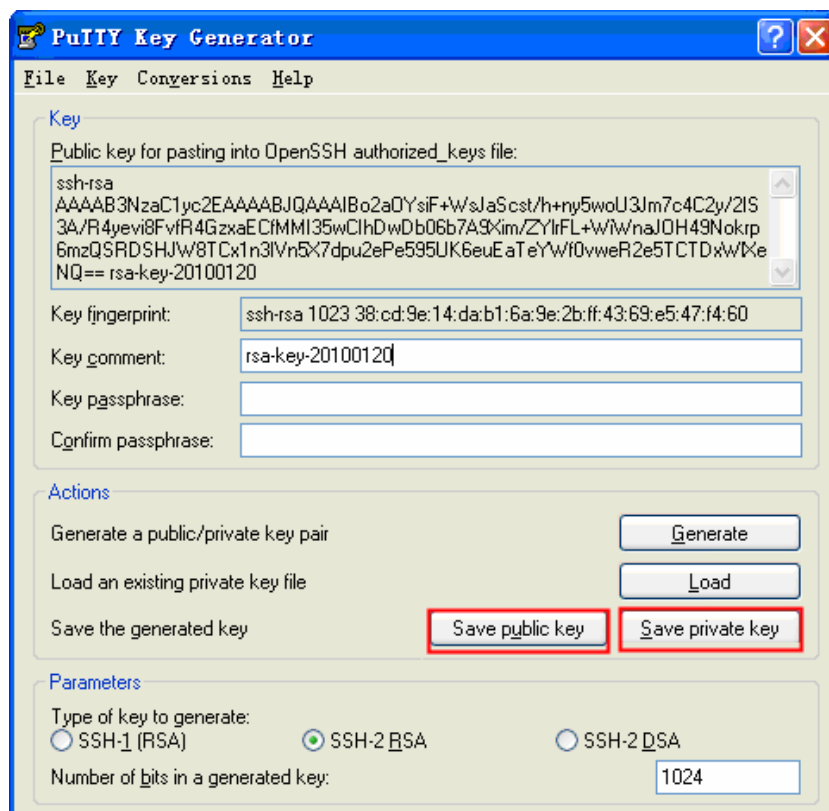 PuTTY Key Generator
File Key Conversions Help
Key
Public key for pasting into OpenSSH authorized_keys file:
ssh-rsa
AAAAB3NzaC1yc2EAAAABJQAAAIBo2aOYsiF+WsJaScst/h+ny5woU3Jm7c4C2y/2IS
3A/R4yevi8FvfR4GzxaECfMMI35wClhDwDb06b7A9Xim/ZYIrFL+WiWnaJOH49Nokrp
6mzQSRDSHJW8TCx1n3IVn5X7dpu2ePe595UK6euEaTeYWf0vweR2e5TCTDxWIXe
NQ== rsa-key-20100120
Key fingerprint: ssh-rsa 1023 38:cd:9e:14:da:b1:6a:9e:2b:ff:43:69:e5:47:f4:60
Key comment: rsa-key-20100120
Key passphrase:
Confirm passphrase:
Actions
Generate a public/private key pair Generate
Load an existing private key file Load
Save the generated key Save public key Save private key
Parameters
Type of key to generate:
SSH-1 (RSA) SSH-2 RSA SSH-2 DSA
Number of bits in a generated key: 1024